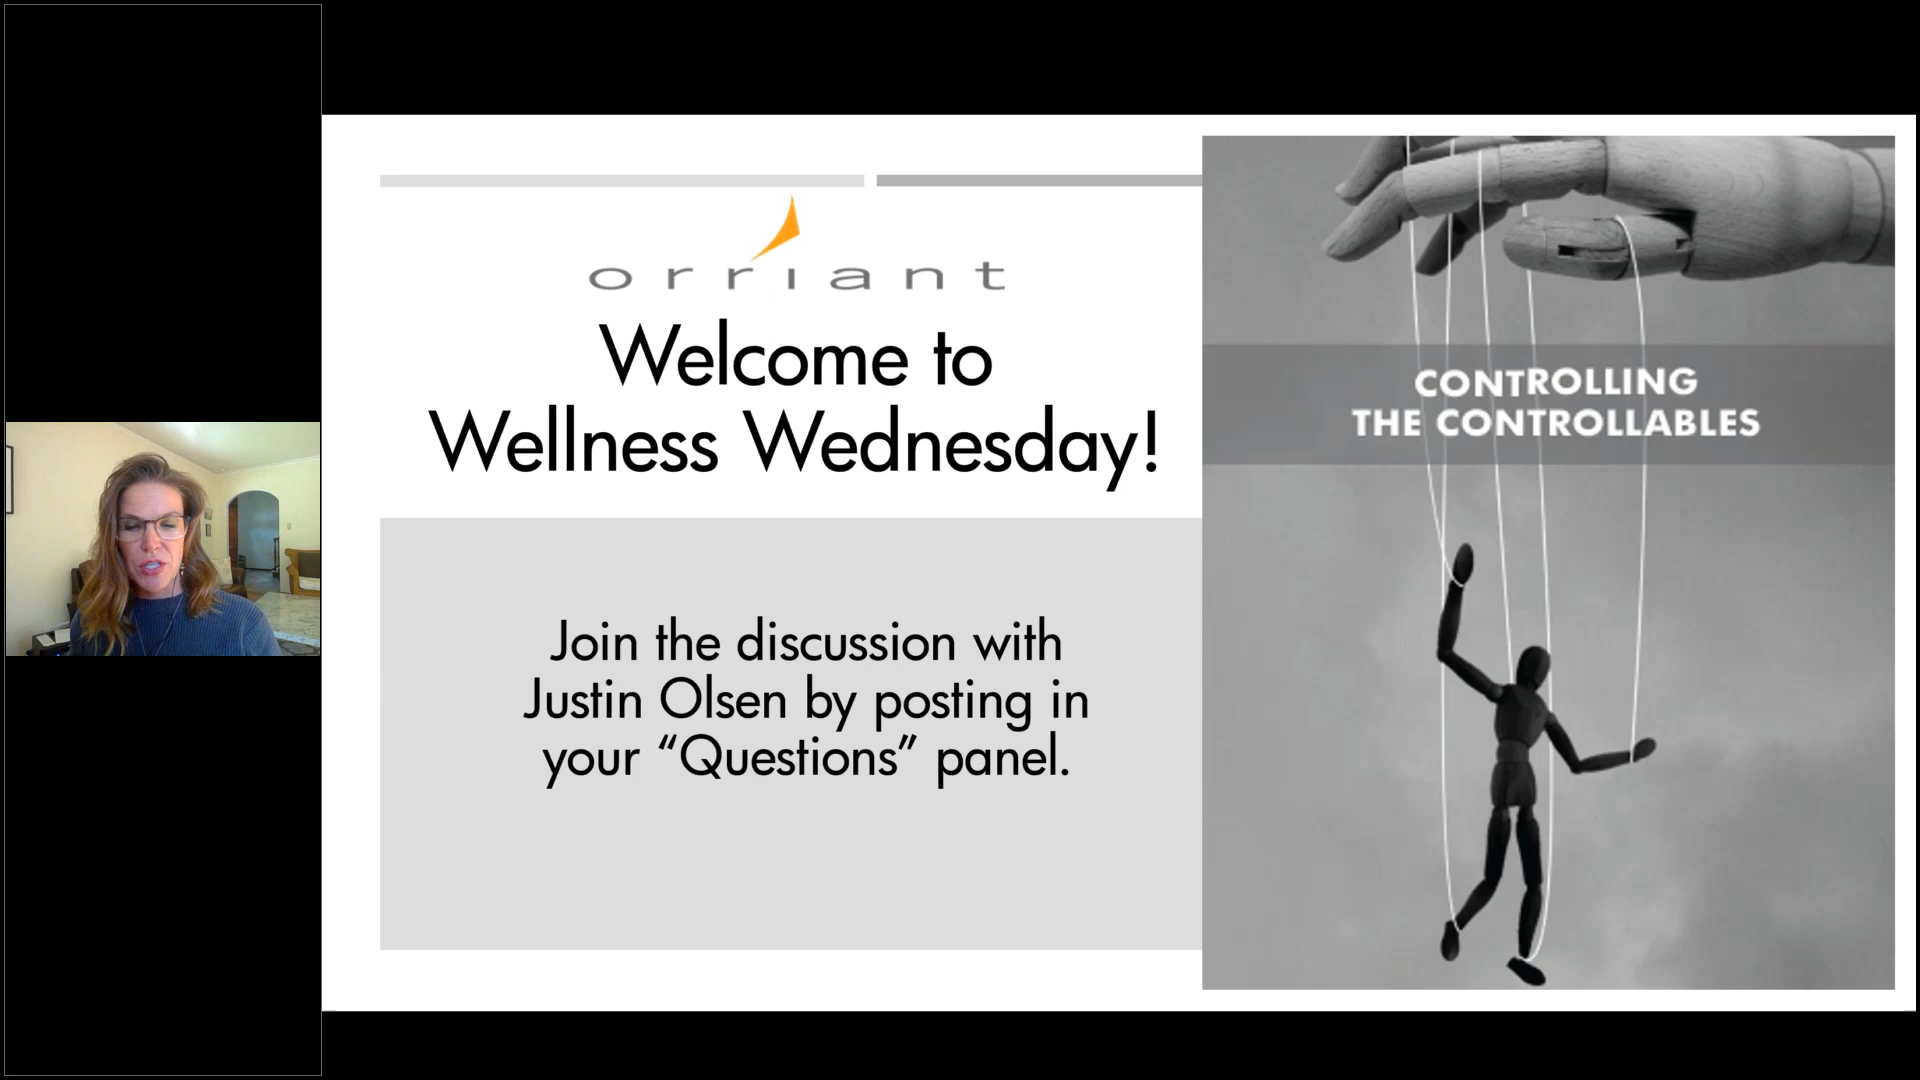 orriant
Welcome to
Wellness Wednesday!
Join the discussion with
Justin Olsen by posting in
your “Questions” panel.
CONTROLLING
THE CONTROLLABLES